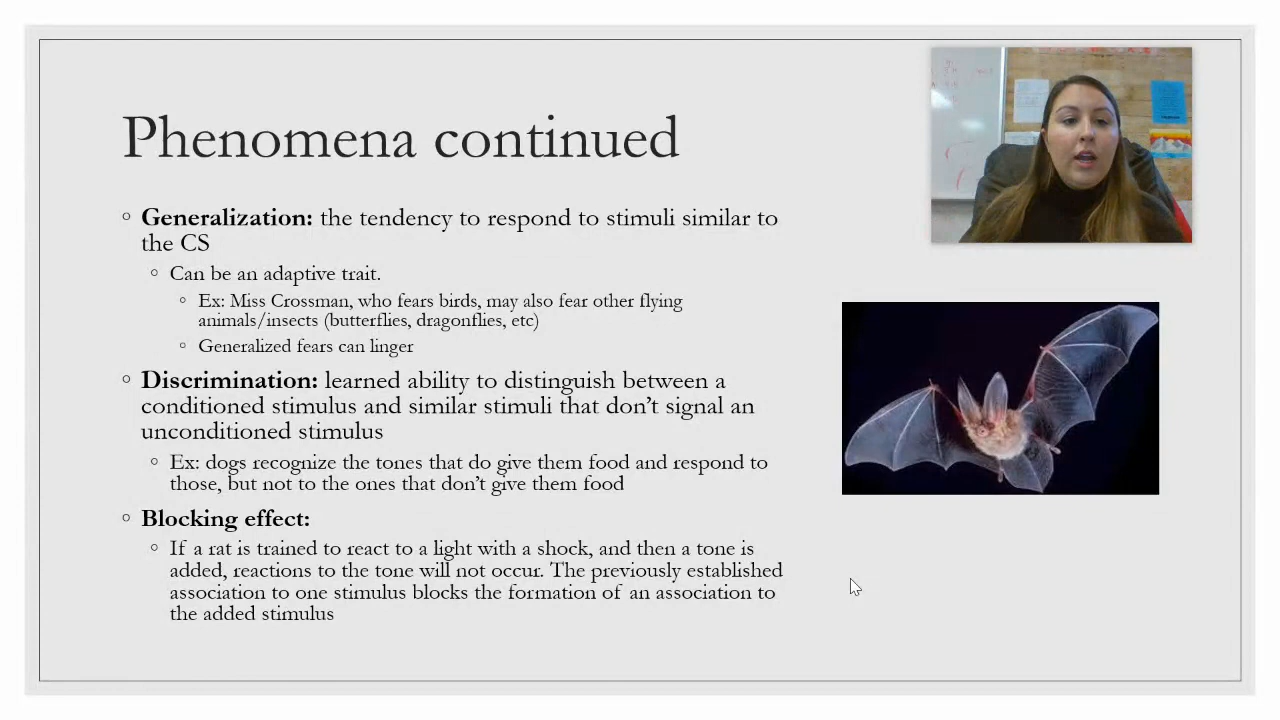 Phenomena continued
Generalization: the tendency to respond to stimuli similar to
the CS
Can be an adaptive trait.
Ex: Miss Crossman, who fears birds, may also fear other flying
animals/insects (butterflies, dragonflies, etc)
Generalized fears can linger
Discrimination: learned ability to distinguish between a
conditioned stimulus and similar stimuli that don’t signal an
unconditioned stimulus
Ex: dogs recognize the tones that do give them food and respond to
those, but not to the ones that don’t give them food
Blocking effect:
If a rat is trained to react to a light with a shock, and then a tone is
added, reactions to the tone will not occur. The previously established
association to one stimulus blocks the formation of an association to
the added stimulus